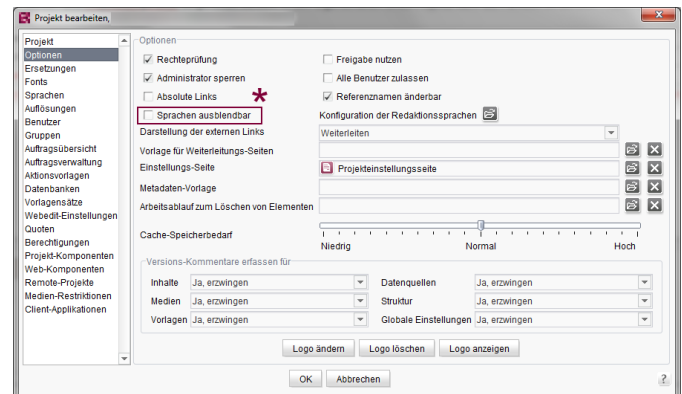 Projekt bearbeiten,
Projekt
Optionen
Ersetzungen
Fonts
Sprachen
Auflösungen
Benutzer
Gruppen
Auftragsübersicht
Auftragsverwaltung
Aktionsvorlagen
Datenbanken
Vorlagensätze
Webedit-Einstellungen
Quoten
Berechtigungen
Projekt-Komponenten
Web-Komponenten
Remote-Projekte
Medien-Restriktionen
Client-Applikationen
Optionen
Rechteprüfung Freigabe nutzen
Administrator sperren Alle Benutzer zulassen
Absolute Links * Referenznamen änderbar
Sprachen ausblendbar Konfiguration der Redaktionssprachen
Darstellung der externen Links Weiterleiten
Vorlage für Weiterleitungs-Seiten
Einstellungs-Seite Projekteinstellungsseite
Metadaten-Vorlage
Arbeitsablauf zum Löschen von Elementen
Cache-Speicherbedarf
Niedrig Normal Hoch
Versions-Kommentare erfassen für
Inhalte Ja, erzwingen Datenquellen Ja, erzwingen
Medien Ja, erzwingen Struktur Ja, erzwingen
Vorlagen Ja, erzwingen Globale Einstellungen Ja, erzwingen
Logo ändern Logo löschen Logo anzeigen
OK Abbrechen ?